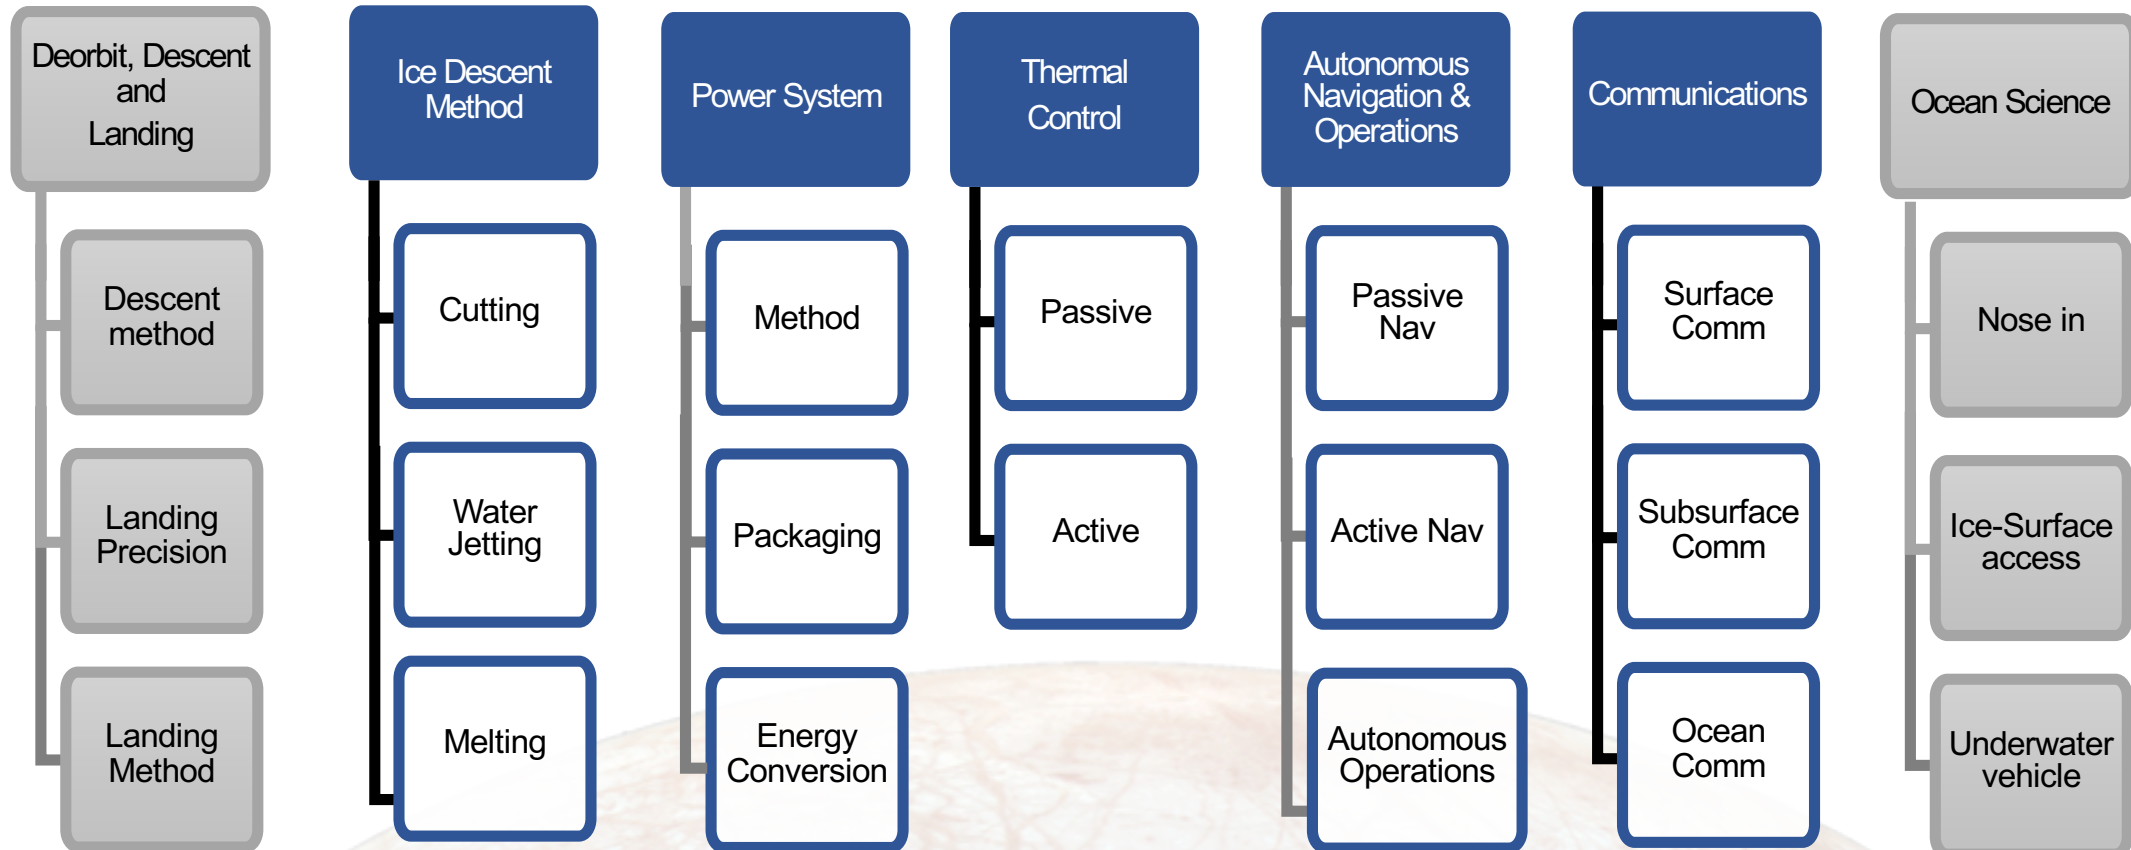 Deorbit, Descent
and
Landing
Descent
method
Landing
Precision
Landing
Method
Ice Descent
Method
Cutting
Water
Jetting
Melting
Power System
Method
Packaging
Energy
Conversion
Thermal
Control
Passive
Active
Autonomous
Navigation &
Operations
Passive
Nav
Active Nav
Autonomous
Operations
Communications
Surface
Comm
Subsurface
Comm
Ocean
Comm
Ocean Science
Nose in
Ice-Surface
access
Underwater
vehicle